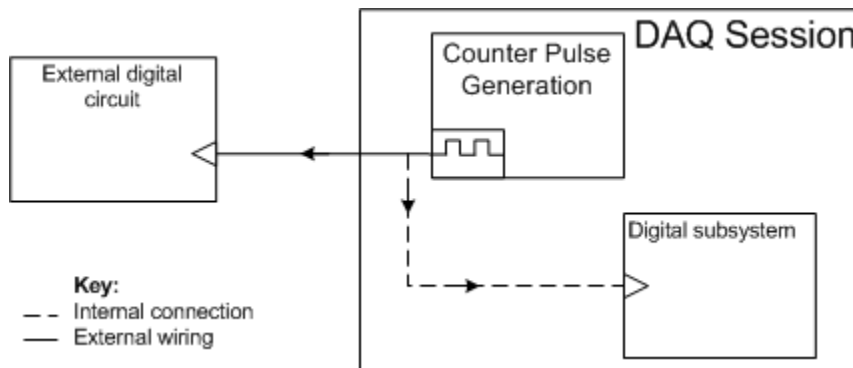 DAQ Session
Counter Pulse
Generation
External digital
circuit
Digital subsystem
Key:
Internal connection
External wiring